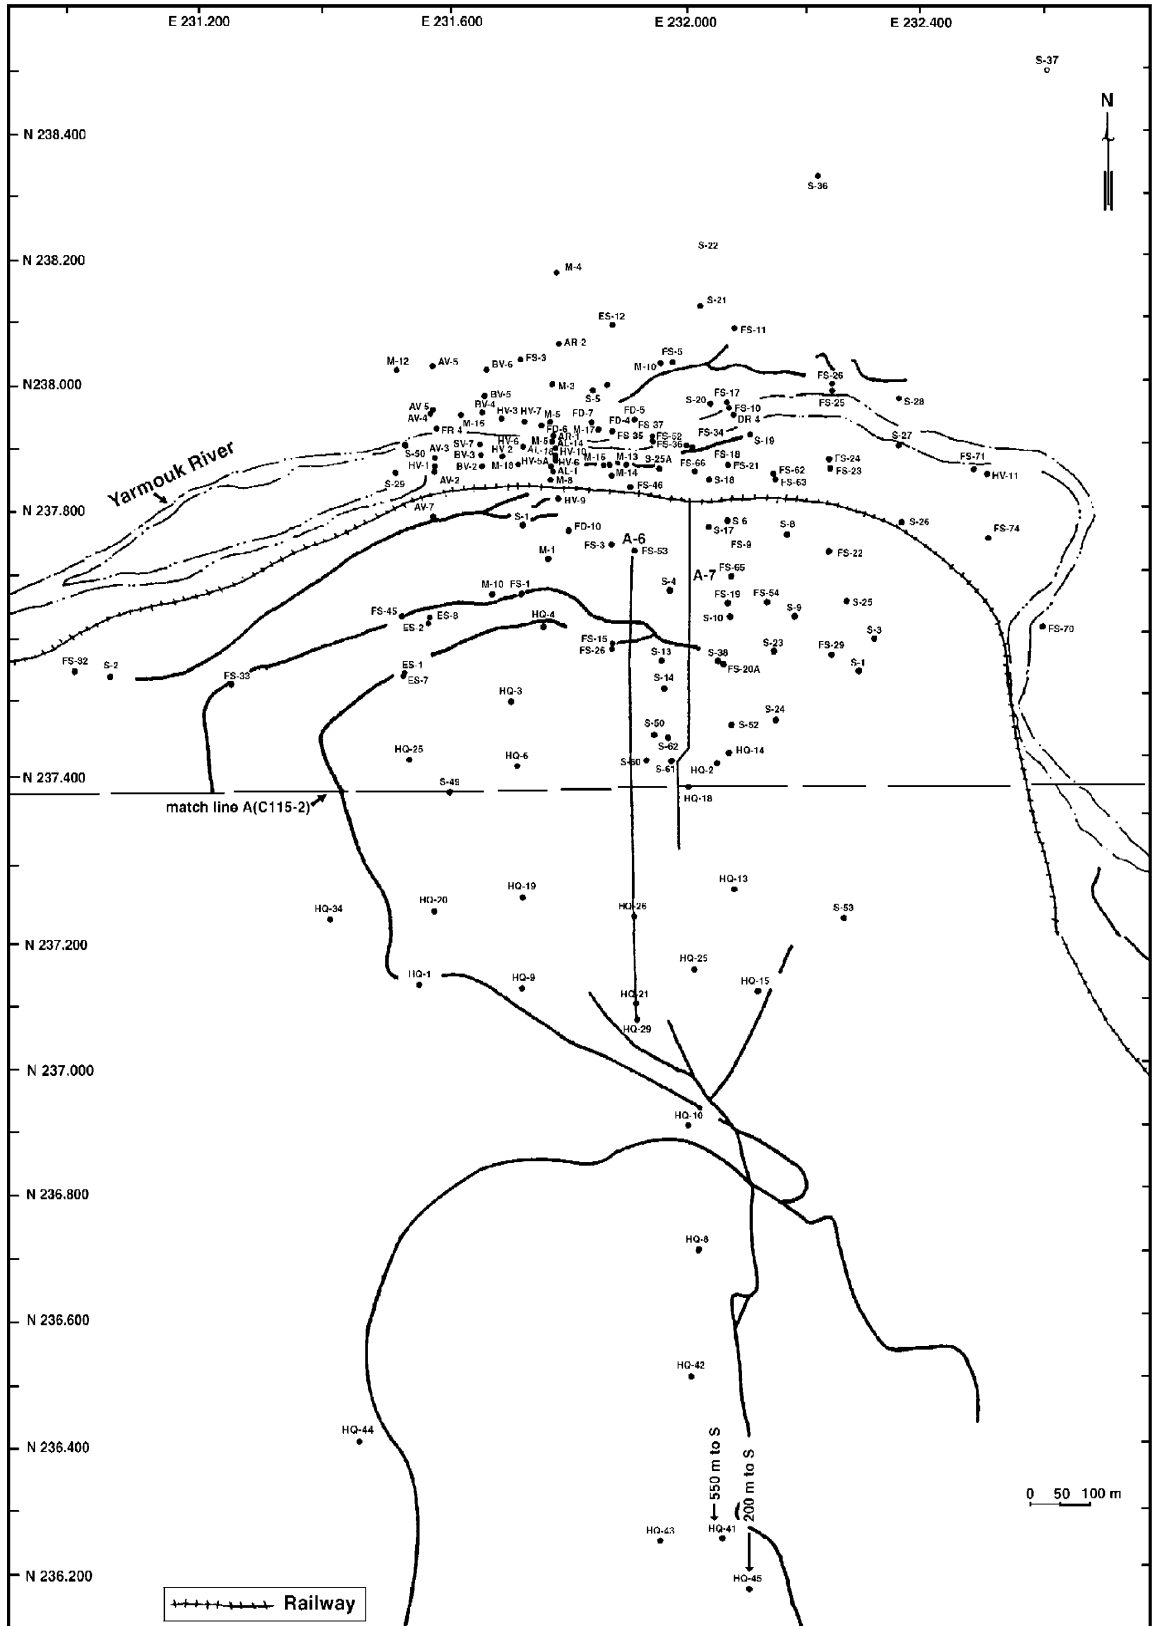 E 231.200 E 231.600 E 232.000 E 232.400
S-37
N
N 238.400
S-36
S-22
N 238.200
M-4
S-21
ES-12
FS-11
AR 2
M-12 AV-5 BV-6 FS-3 M-10 FS-5
N238.000
FS-26
M-3 S-5 S-20 FS-17 FS-25 S-28
BV-5
AV 5 BV-4 HV-3 HV-7 M-5 FD-7 FD-5 FS-10
AV-4 M-15 FD-4 FS 37 DR 4
FR 4 FD-6 M-17 FS 35 FS-52 FS-34 S-19
SV-7 HV-6 M-5 AR-1 AL-14 FS-36 S-27
S-50 AV-3 BV-3 HV 2 AL-18 HV-10 FS-18 FS-24 FS-71
HV-1 BV-2 M-18 HV-5A HV-6 M-16 M-13 S-25A FS-66 FS-21 FS-62 FS-23 HV-11
S-29 AV-2 AL-1 M-14 S-18 FS-63
M-8 FS-46
Yarmouk River
N 237.800
AV-7 HV-9
S-1 FD-10 S-17 S 6 S-8 S-26
FS-3 A-6 FS-9 FS-74
M-1 FS-53 FS-22
A-7 FS-65
M-10 FS-1 S-4 FS-19 FS-54 S-25
FS-45 ES-8 HQ-4 S-10 S-9
ES-2 FS-15 S-3 FS-70
FS-26 S-13 S-38 S-23 FS-29
FS-32 S-2 FS-33 ES-1 FS-20A S-1
ES-7 S-14
HQ-3 S-24
S-50 S-52
S-62
HQ-25 HQ-6 S-60 S-61 HQ-2 HQ-14
N 237.400
S-49 HQ-18
match line A(C115-2)
HQ-13
HQ-19
HQ-34 HQ-20 HQ-26 S-53
N 237.200
HQ-25
HQ-1 HQ-9 HQ-15
HQ-21
HQ-29
N 237.000
HQ-10
N 236.800
HQ-8
N 236.600
HQ-42
HQ-44
N 236.400
550 m to S
200 m to S
0 50 100 m
HQ-43 HQ-41
N 236.200
HQ-45
Railway